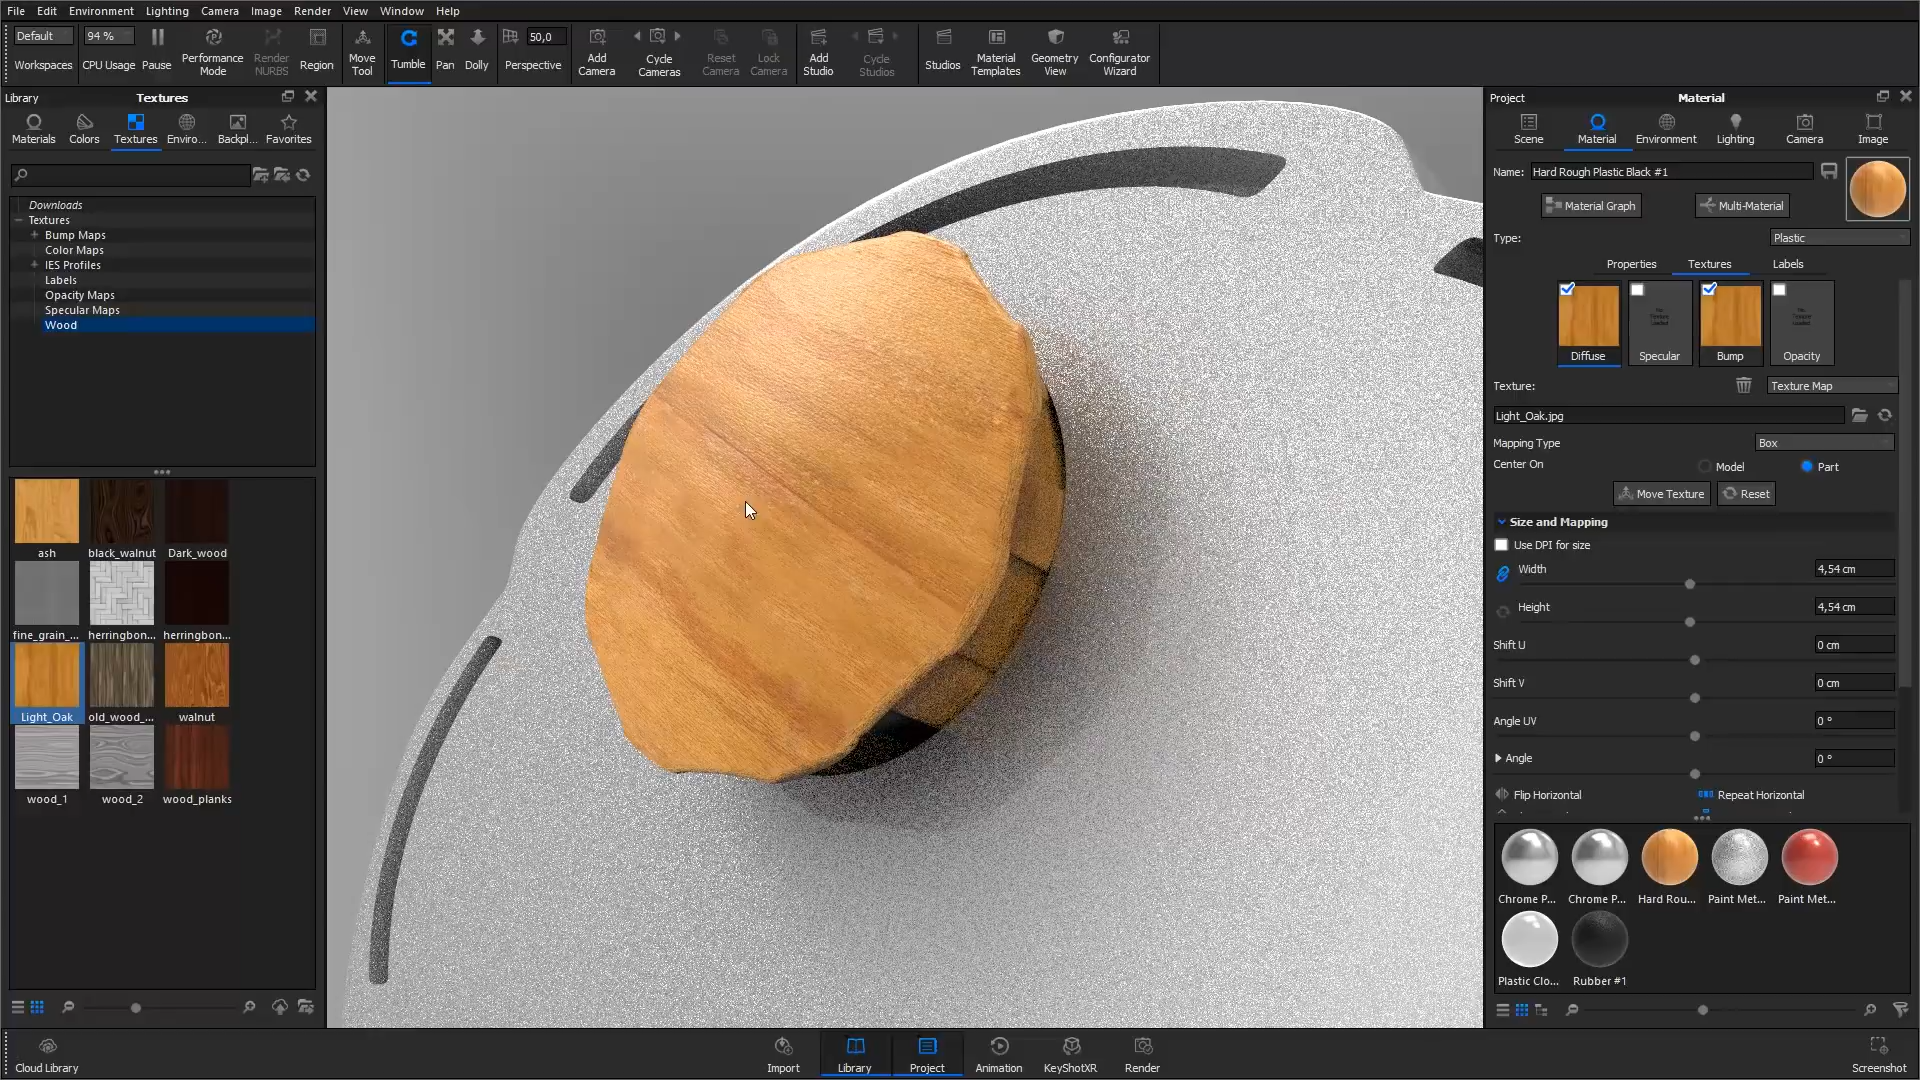 File Edit Environment Lighting Camera Image Render View Window Help
Default 94 % 50,0
Workspaces CPU Usage Pause Performance Mode Render NURBS Region Move Tool Tumble Pan Dolly Perspective Add Camera Cycle Cameras Reset Camera Lock Camera Add Studio Cycle Studios Studios Material Templates Geometry View Configurator Wizard
Library Textures
Materials Colors Textures Enviro... Backpl... Favorites
Downloads
Textures
Bump Maps
Color Maps
IES Profiles
Labels
Opacity Maps
Specular Maps
Wood
ash black_walnut Dark_wood
fine_grain_... herringbon... herringbon...
Light_Oak old_wood_... walnut
wood_1 wood_2 wood_planks
Project Material
Scene Material Environment Lighting Camera Image
Name: Hard Rough Plastic Black #1
Material Graph Multi-Material
Type: Plastic
Properties Textures Labels
No Texture Loaded No Texture Loaded
Diffuse Specular Bump Opacity
Texture: Texture Map
Light_Oak.jpg
Mapping Type Box
Center On Model Part
Move Texture Reset
Size and Mapping
Use DPI for size
Width 4,54 cm
Height 4,54 cm
Shift U 0 cm
Shift V 0 cm
Angle UV 0 °
Angle 0 °
Flip Horizontal Repeat Horizontal
Chrome P... Chrome P... Hard Rou... Paint Met... Paint Met...
Plastic Clo... Rubber #1
Cloud Library Import Library Project Animation KeyShotXR Render Screenshot